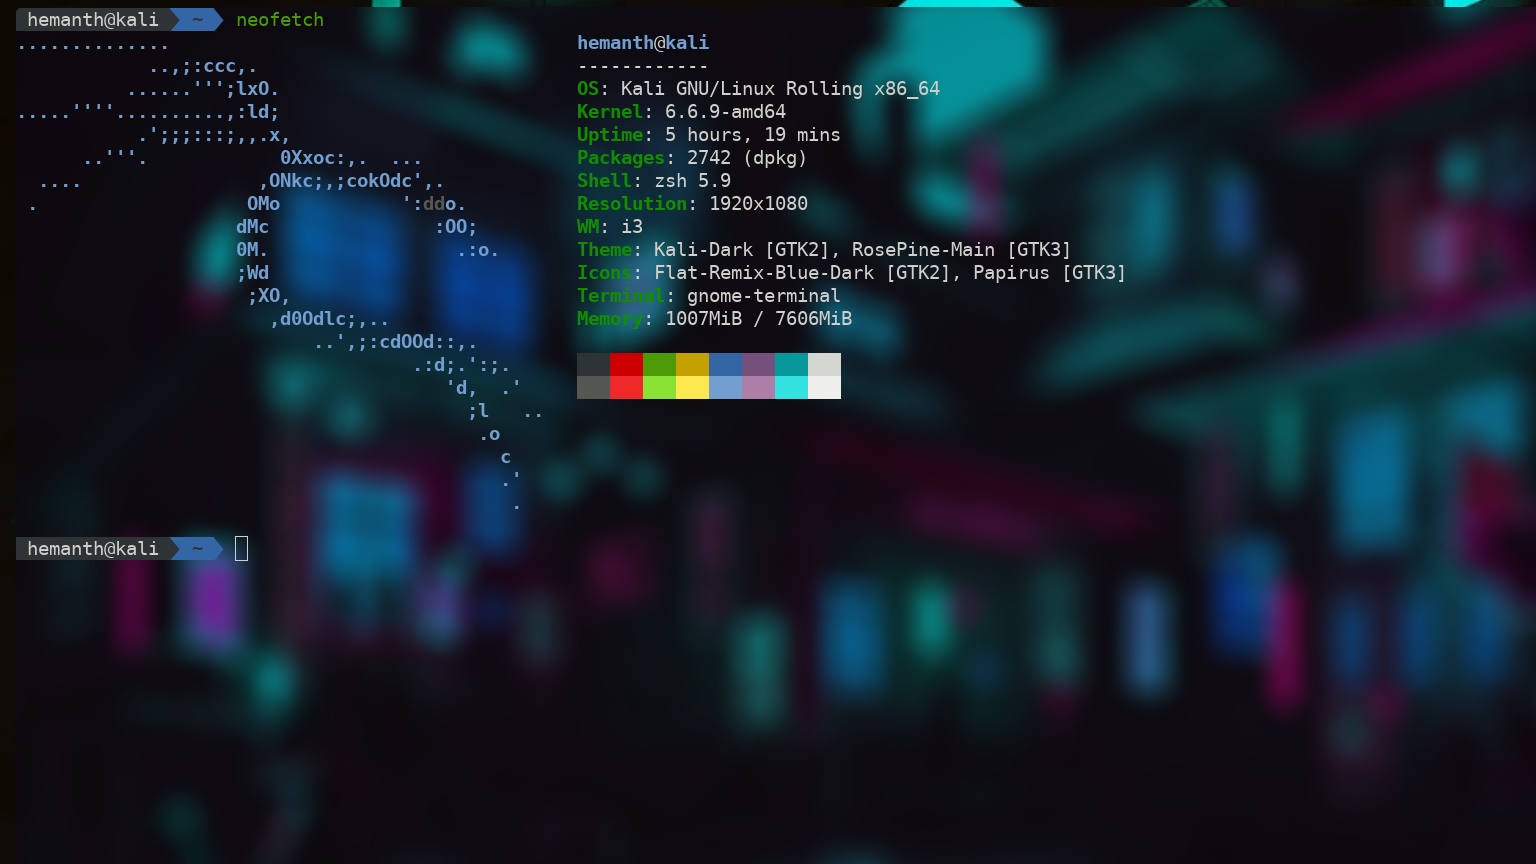 hemanth@kali ~ neofetch
..............
            ..,;:ccc,.
          ......''';lxO.
.....''''..........,:ld;
           .';;;:::;,,.x,
      ..'''.            0Xxoc:,.  ...
  ....                ,ONkc;,;cokOdc',.
 .                   OMo           ':ddo.
                    dMc               :OO;
                    0M.                 .:o.
                    ;Wd
                     ;XO,
                       ,d0Odlc;,..
                           ..',;:cdOOd::,.
                                    .:d;.':;.
                                       'd,  .'
                                         ;l   ..
                                          .o
                                            c
                                            .'
                                             .
hemanth@kali
------------
OS: Kali GNU/Linux Rolling x86_64
Kernel: 6.6.9-amd64
Uptime: 5 hours, 19 mins
Packages: 2742 (dpkg)
Shell: zsh 5.9
Resolution: 1920x1080
WM: i3
Theme: Kali-Dark [GTK2], RosePine-Main [GTK3]
Icons: Flat-Remix-Blue-Dark [GTK2], Papirus [GTK3]
Terminal: gnome-terminal
Memory: 1007MiB / 7606MiB
hemanth@kali ~